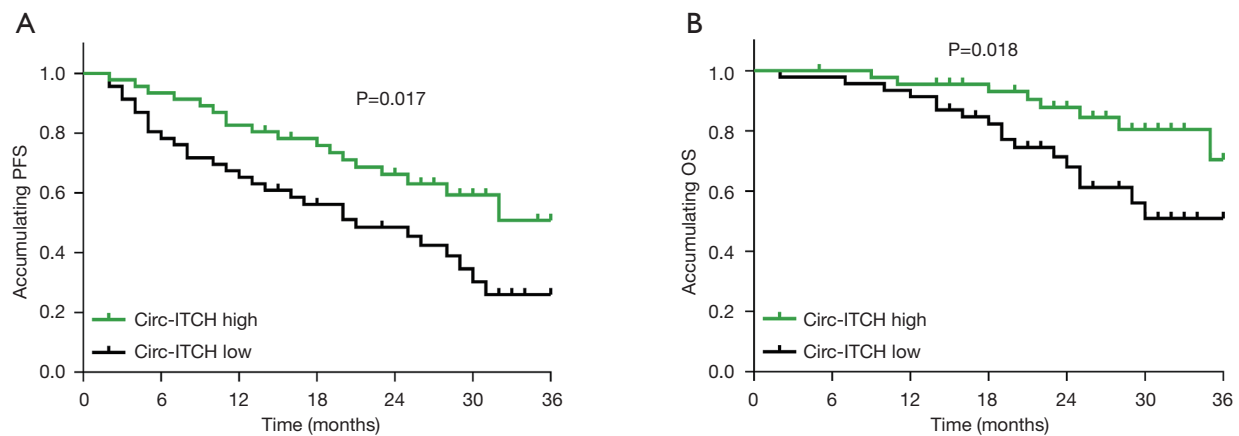 A
1.0
0.8
0.6
0.4
0.2
0.0
Accumulating PFS
P=0.017
Circ-ITCH high
Circ-ITCH low
0 6 12 18 24 30 36
Time (months)
B
1.0
0.8
0.6
0.4
0.2
0.0
Accumulating OS
P=0.018
Circ-ITCH high
Circ-ITCH low
0 6 12 18 24 30 36
Time (months)